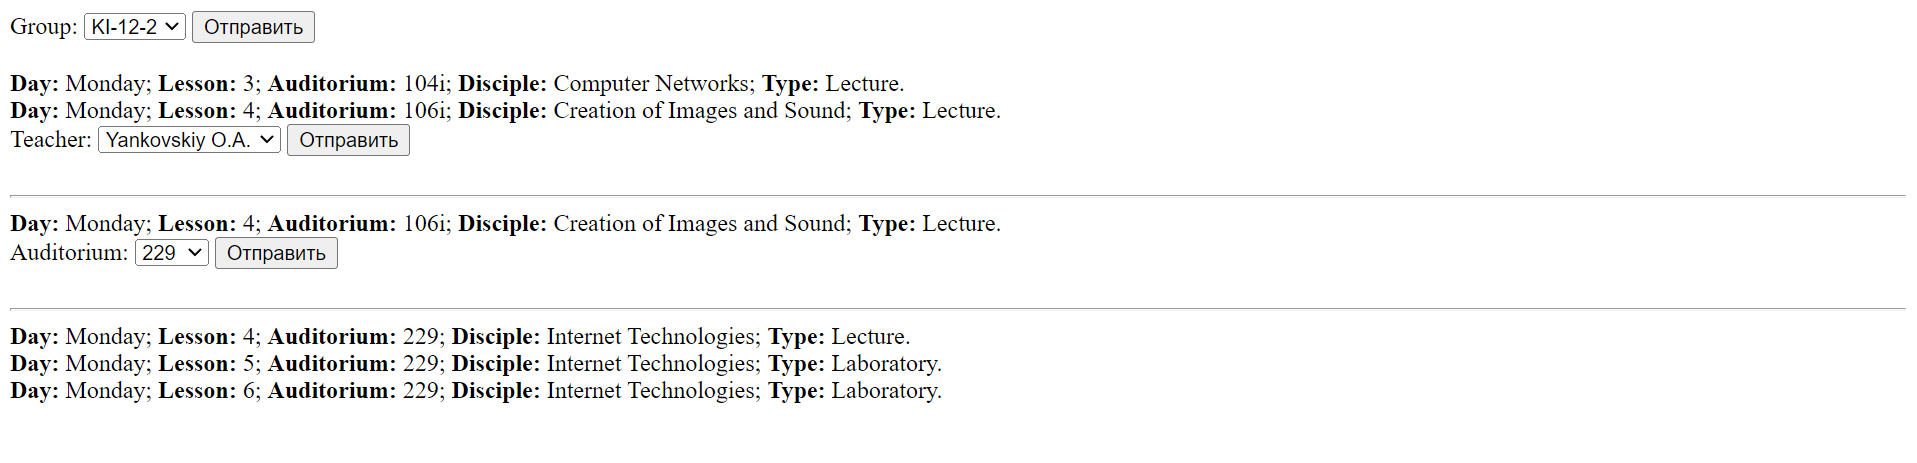 Group: KI-12-2 Отправить
Day: Monday; Lesson: 3; Auditorium: 104i; Disciple: Computer Networks; Type: Lecture.
Day: Monday; Lesson: 4; Auditorium: 106i; Disciple: Creation of Images and Sound; Type: Lecture.
Teacher: Yankovskiy O.A. Отправить
Day: Monday; Lesson: 4; Auditorium: 106i; Disciple: Creation of Images and Sound; Type: Lecture.
Auditorium: 229 Отправить
Day: Monday; Lesson: 4; Auditorium: 229; Disciple: Internet Technologies; Type: Lecture.
Day: Monday; Lesson: 5; Auditorium: 229; Disciple: Internet Technologies; Type: Laboratory.
Day: Monday; Lesson: 6; Auditorium: 229; Disciple: Internet Technologies; Type: Laboratory.